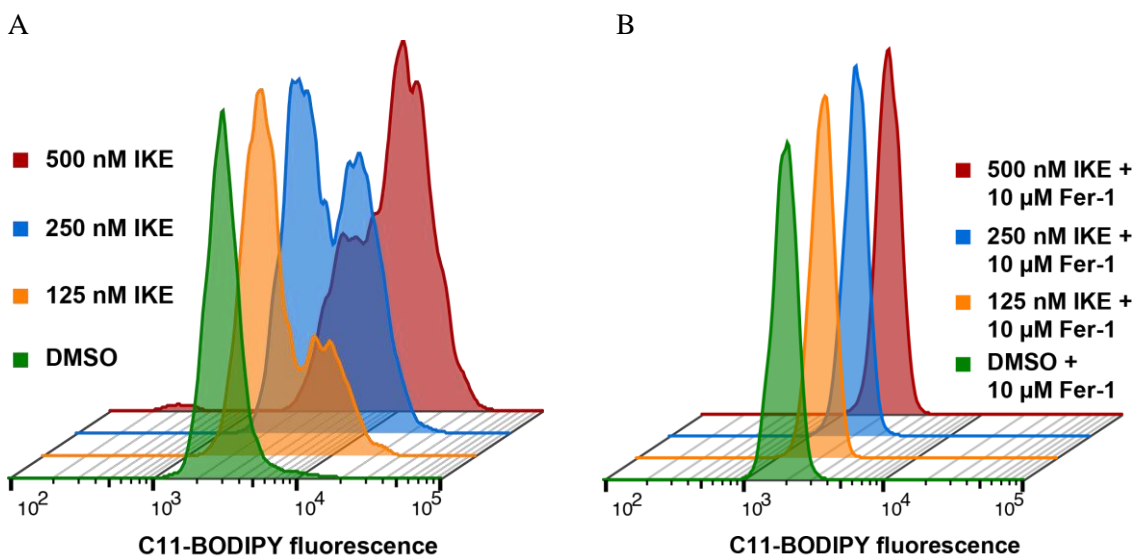 A
500 nM IKE
250 nM IKE
125 nM IKE
DMSO
10² 10³ 10⁴ 10⁵
C11-BODIPY fluorescence
B
500 nM IKE +
10 µM Fer-1
250 nM IKE +
10 µM Fer-1
125 nM IKE +
10 µM Fer-1
DMSO +
10 µM Fer-1
10² 10³ 10⁴ 10⁵
C11-BODIPY fluorescence